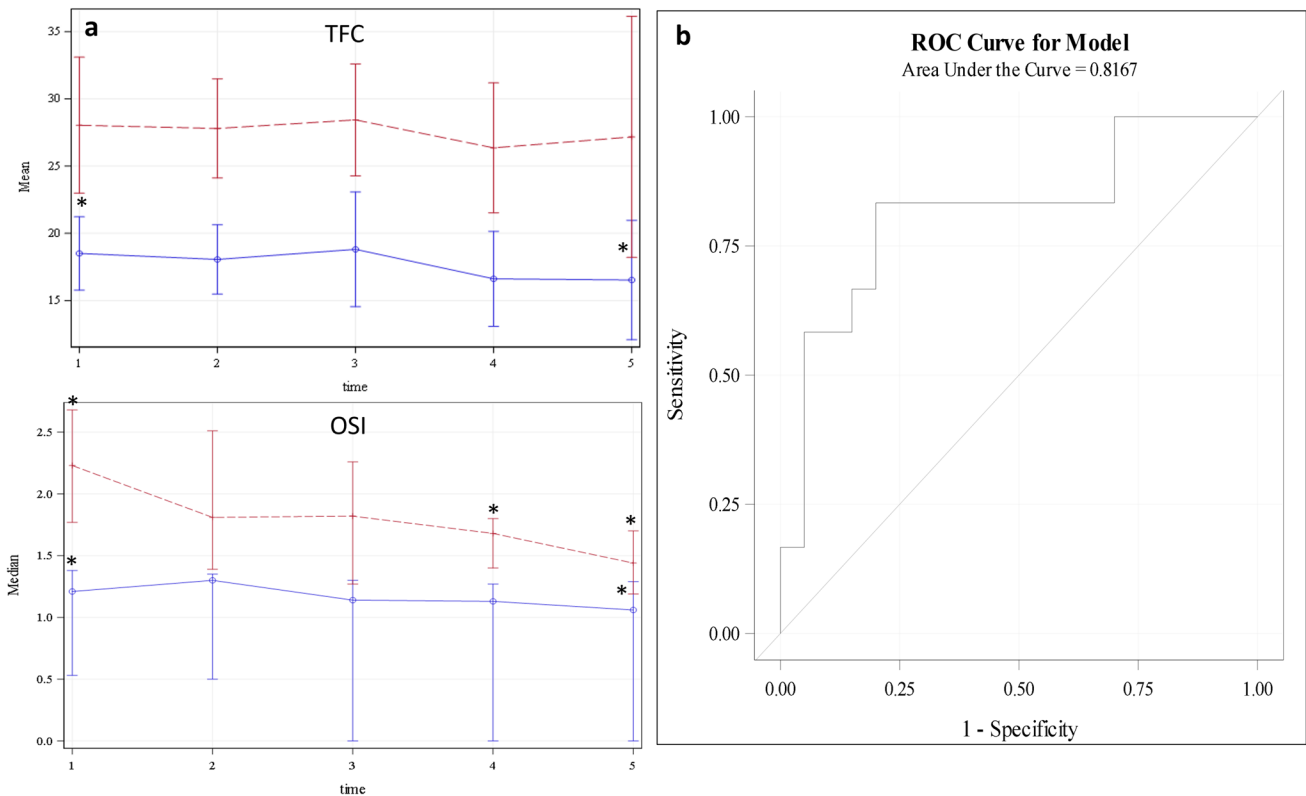 a
TFC
35
30
25
20
15
Mean
*
*
1 2 3 4 5
time
OSI
2.5
2.0
1.5
1.0
0.5
0.0
Median
*
*
*
*
*
1 2 3 4 5
time
b
ROC Curve for Model
Area Under the Curve = 0.8167
1.00
0.75
0.50
0.25
0.00
Sensitivity
0.00 0.25 0.50 0.75 1.00
1 - Specificity